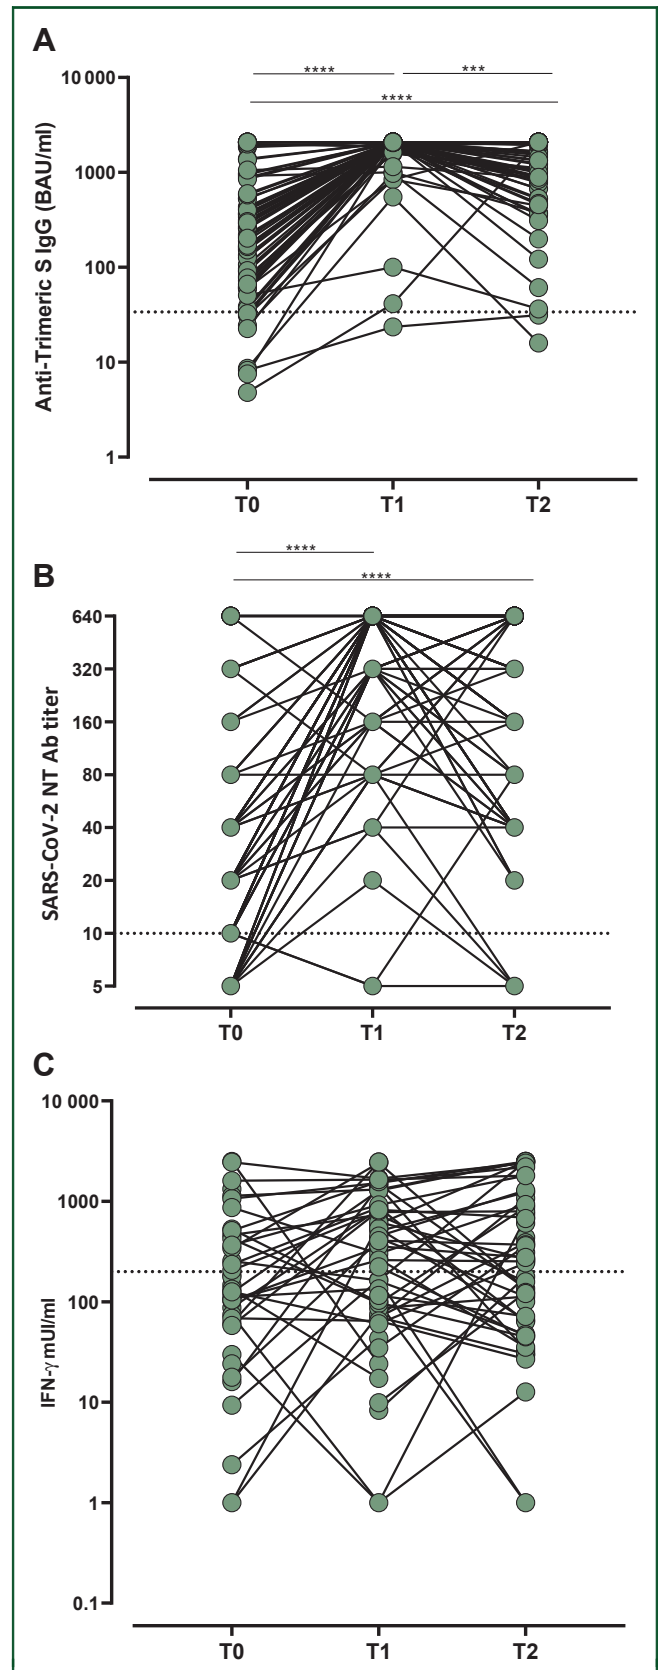 A
**** ***
****
Anti-Trimeric S IgG (BAU/ml)
10 000
1000
100
10
1
T0 T1 T2
B
****
****
SARS-CoV-2 NT Ab titer
640
320
160
80
40
20
10
5
T0 T1 T2
C
IFN-γ mUI/ml
10 000
1000
100
10
1
0.1
T0 T1 T2